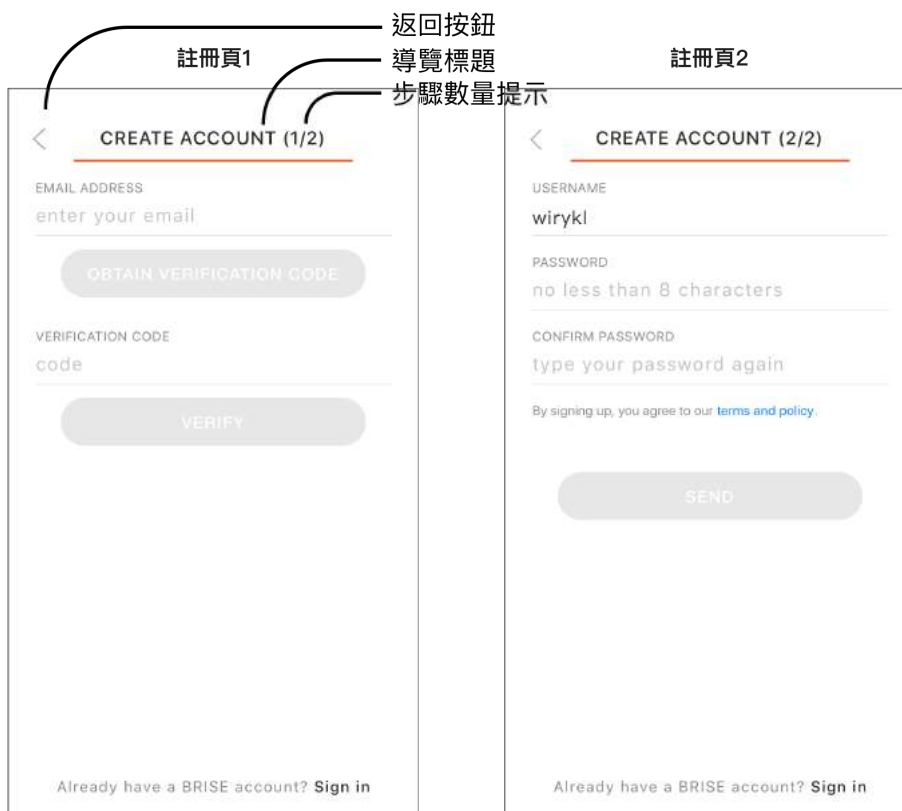 返回按鈕
導覽標題
步驟數量提示
註冊頁1
CREATE ACCOUNT (1/2)
EMAIL ADDRESS
enter your email
OBTAIN VERIFICATION CODE
VERIFICATION CODE
code
VERIFY
Already have a BRISE account? Sign in
註冊頁2
CREATE ACCOUNT (2/2)
USERNAME
wirykl
PASSWORD
no less than 8 characters
CONFIRM PASSWORD
type your password again
By signing up, you agree to our terms and policy.
SEND
Already have a BRISE account? Sign in